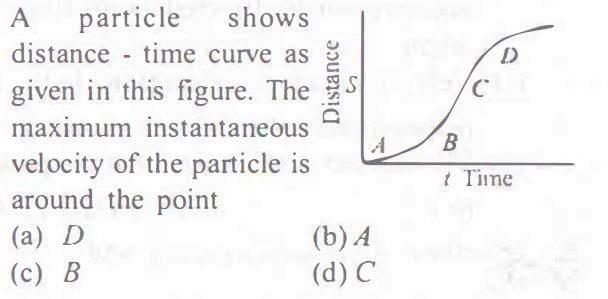 A particle shows
distance - time curve as
given in this figure. The
maximum instantaneous
velocity of the particle is
around the point
Distance
S
A
B
C
D
t Time
(a) D
(b) A
(c) B
(d) C